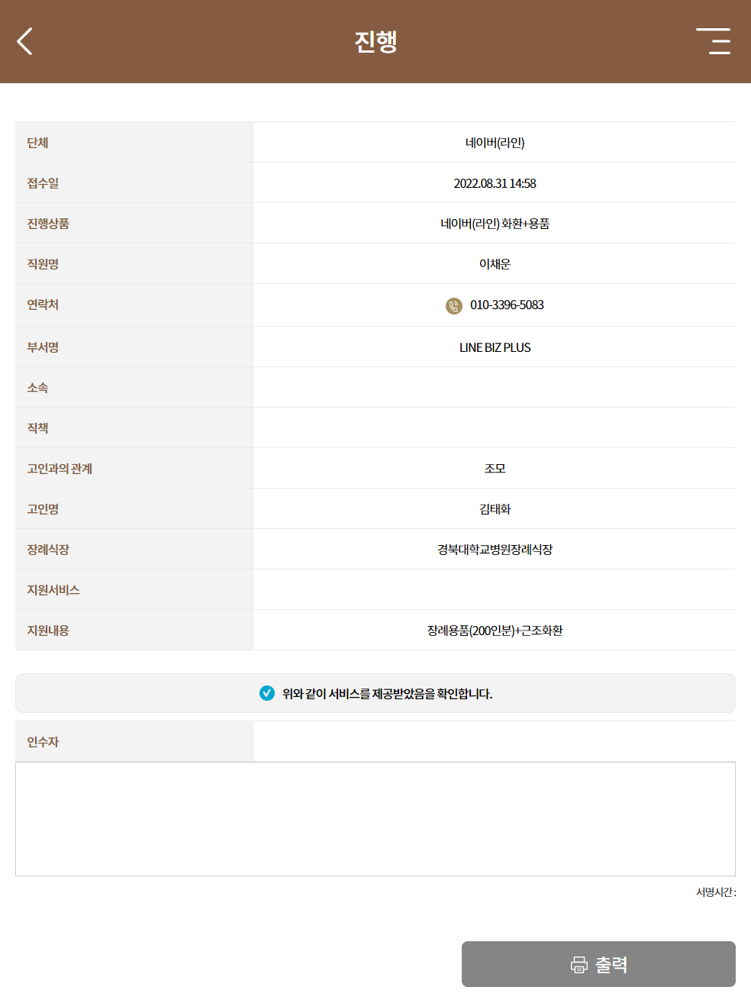 진행
단체 네이버(라인)
접수일 2022.08.31 14:58
진행상품 네이버(라인) 화환+용품
직원명 이채운
연락처 010-3396-5083
부서명 LINE BIZ PLUS
소속
직책
고인과의 관계 조모
고인명 김태화
장례식장 경북대학교병원장례식장
지원서비스
지원내용 장례용품(200인분)+근조화환
위와 같이 서비스를 제공받았음을 확인합니다.
인수자
서명시간 :
출력